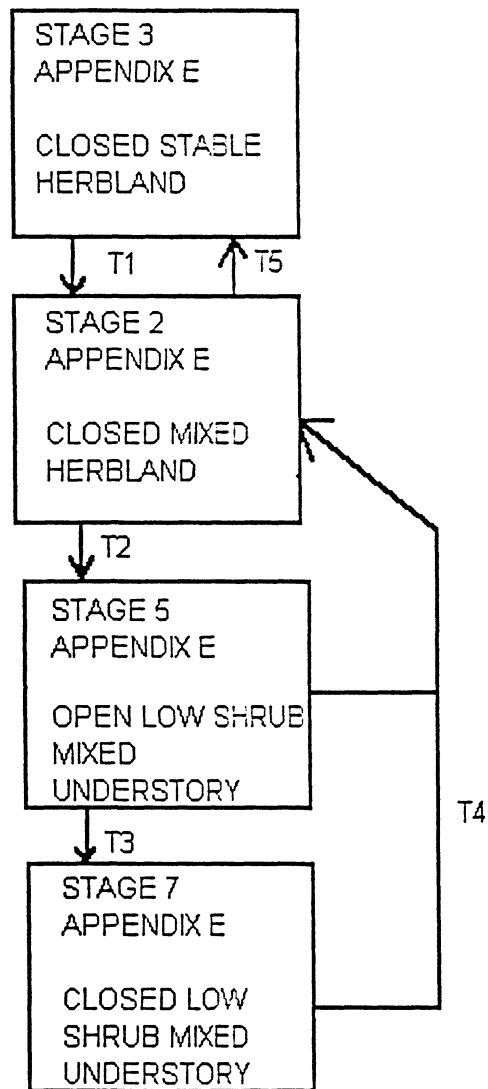 STAGE 3
APPENDIX E
CLOSED STABLE
HERBLAND
T1
T5
STAGE 2
APPENDIX E
CLOSED MIXED
HERBLAND
T2
STAGE 5
APPENDIX E
OPEN LOW SHRUB
MIXED
UNDERSTORY
T3
T4
STAGE 7
APPENDIX E
CLOSED LOW
SHRUB MIXED
UNDERSTORY